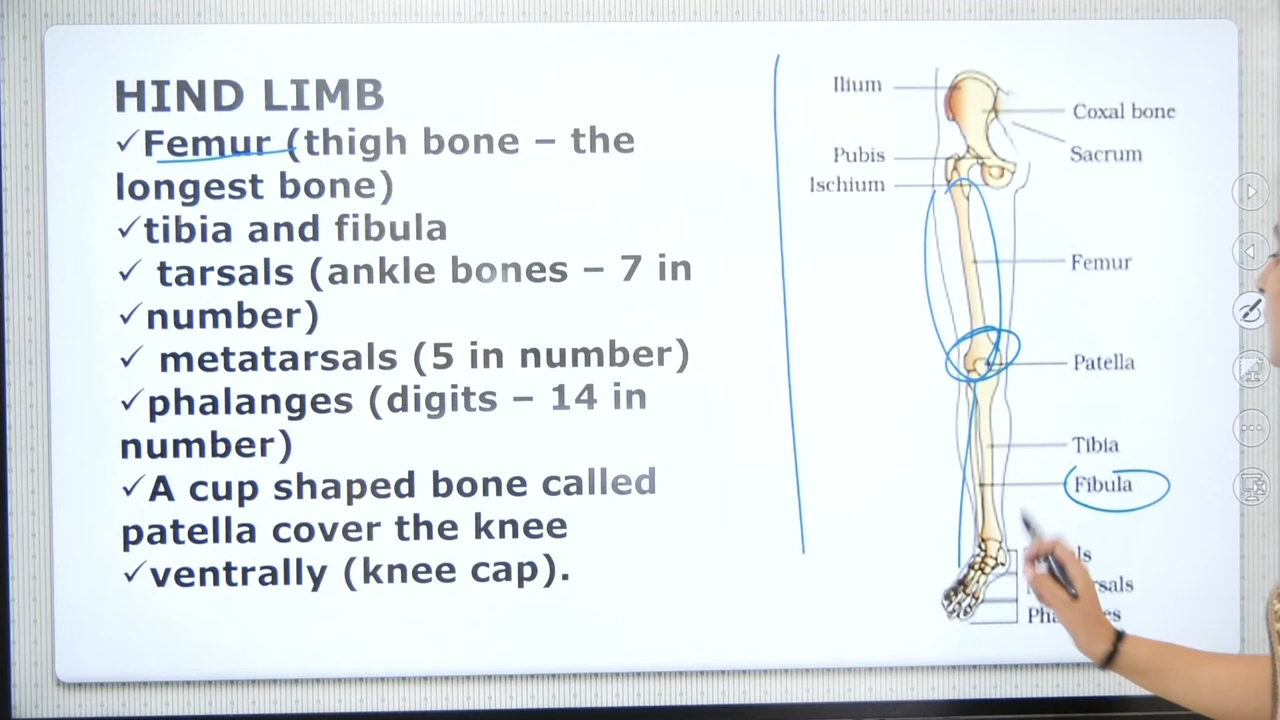 HIND LIMB
✓Femur (thigh bone – the
longest bone)
✓tibia and fibula
✓ tarsals (ankle bones – 7 in
✓number)
✓ metatarsals (5 in number)
✓phalanges (digits – 14 in
number)
✓A cup shaped bone called
patella cover the knee
✓ventrally (knee cap).
Ilium
Coxal bone
Pubis
Sacrum
Ischium
Femur
Patella
Tibia
Fibula